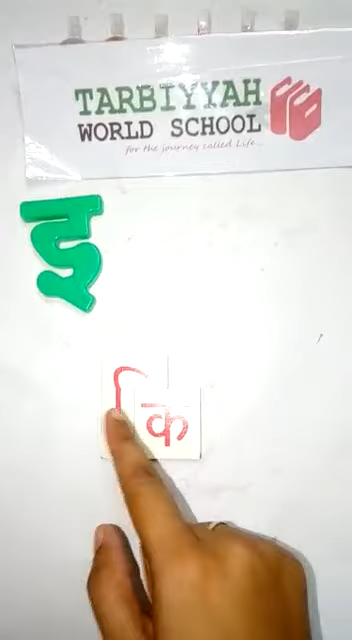 TARBIYYAH
WORLD SCHOOL
for the journey called Life...
इ
कि